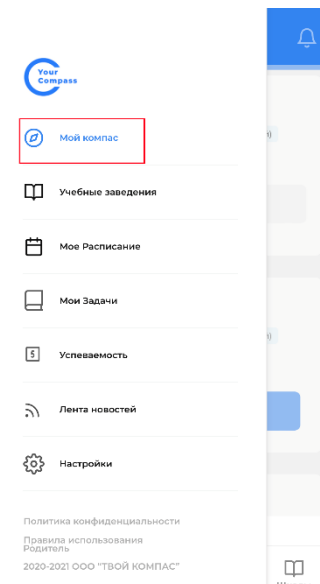 Your
Compass
Мой компас
Учебные заведения
Мое Расписание
Мои Задачи
5
Успеваемость
Лента новостей
Настройки
Политика конфиденциальности
Правила использования
Родитель
2020-2021 ООО "ТВОЙ КОМПАС"